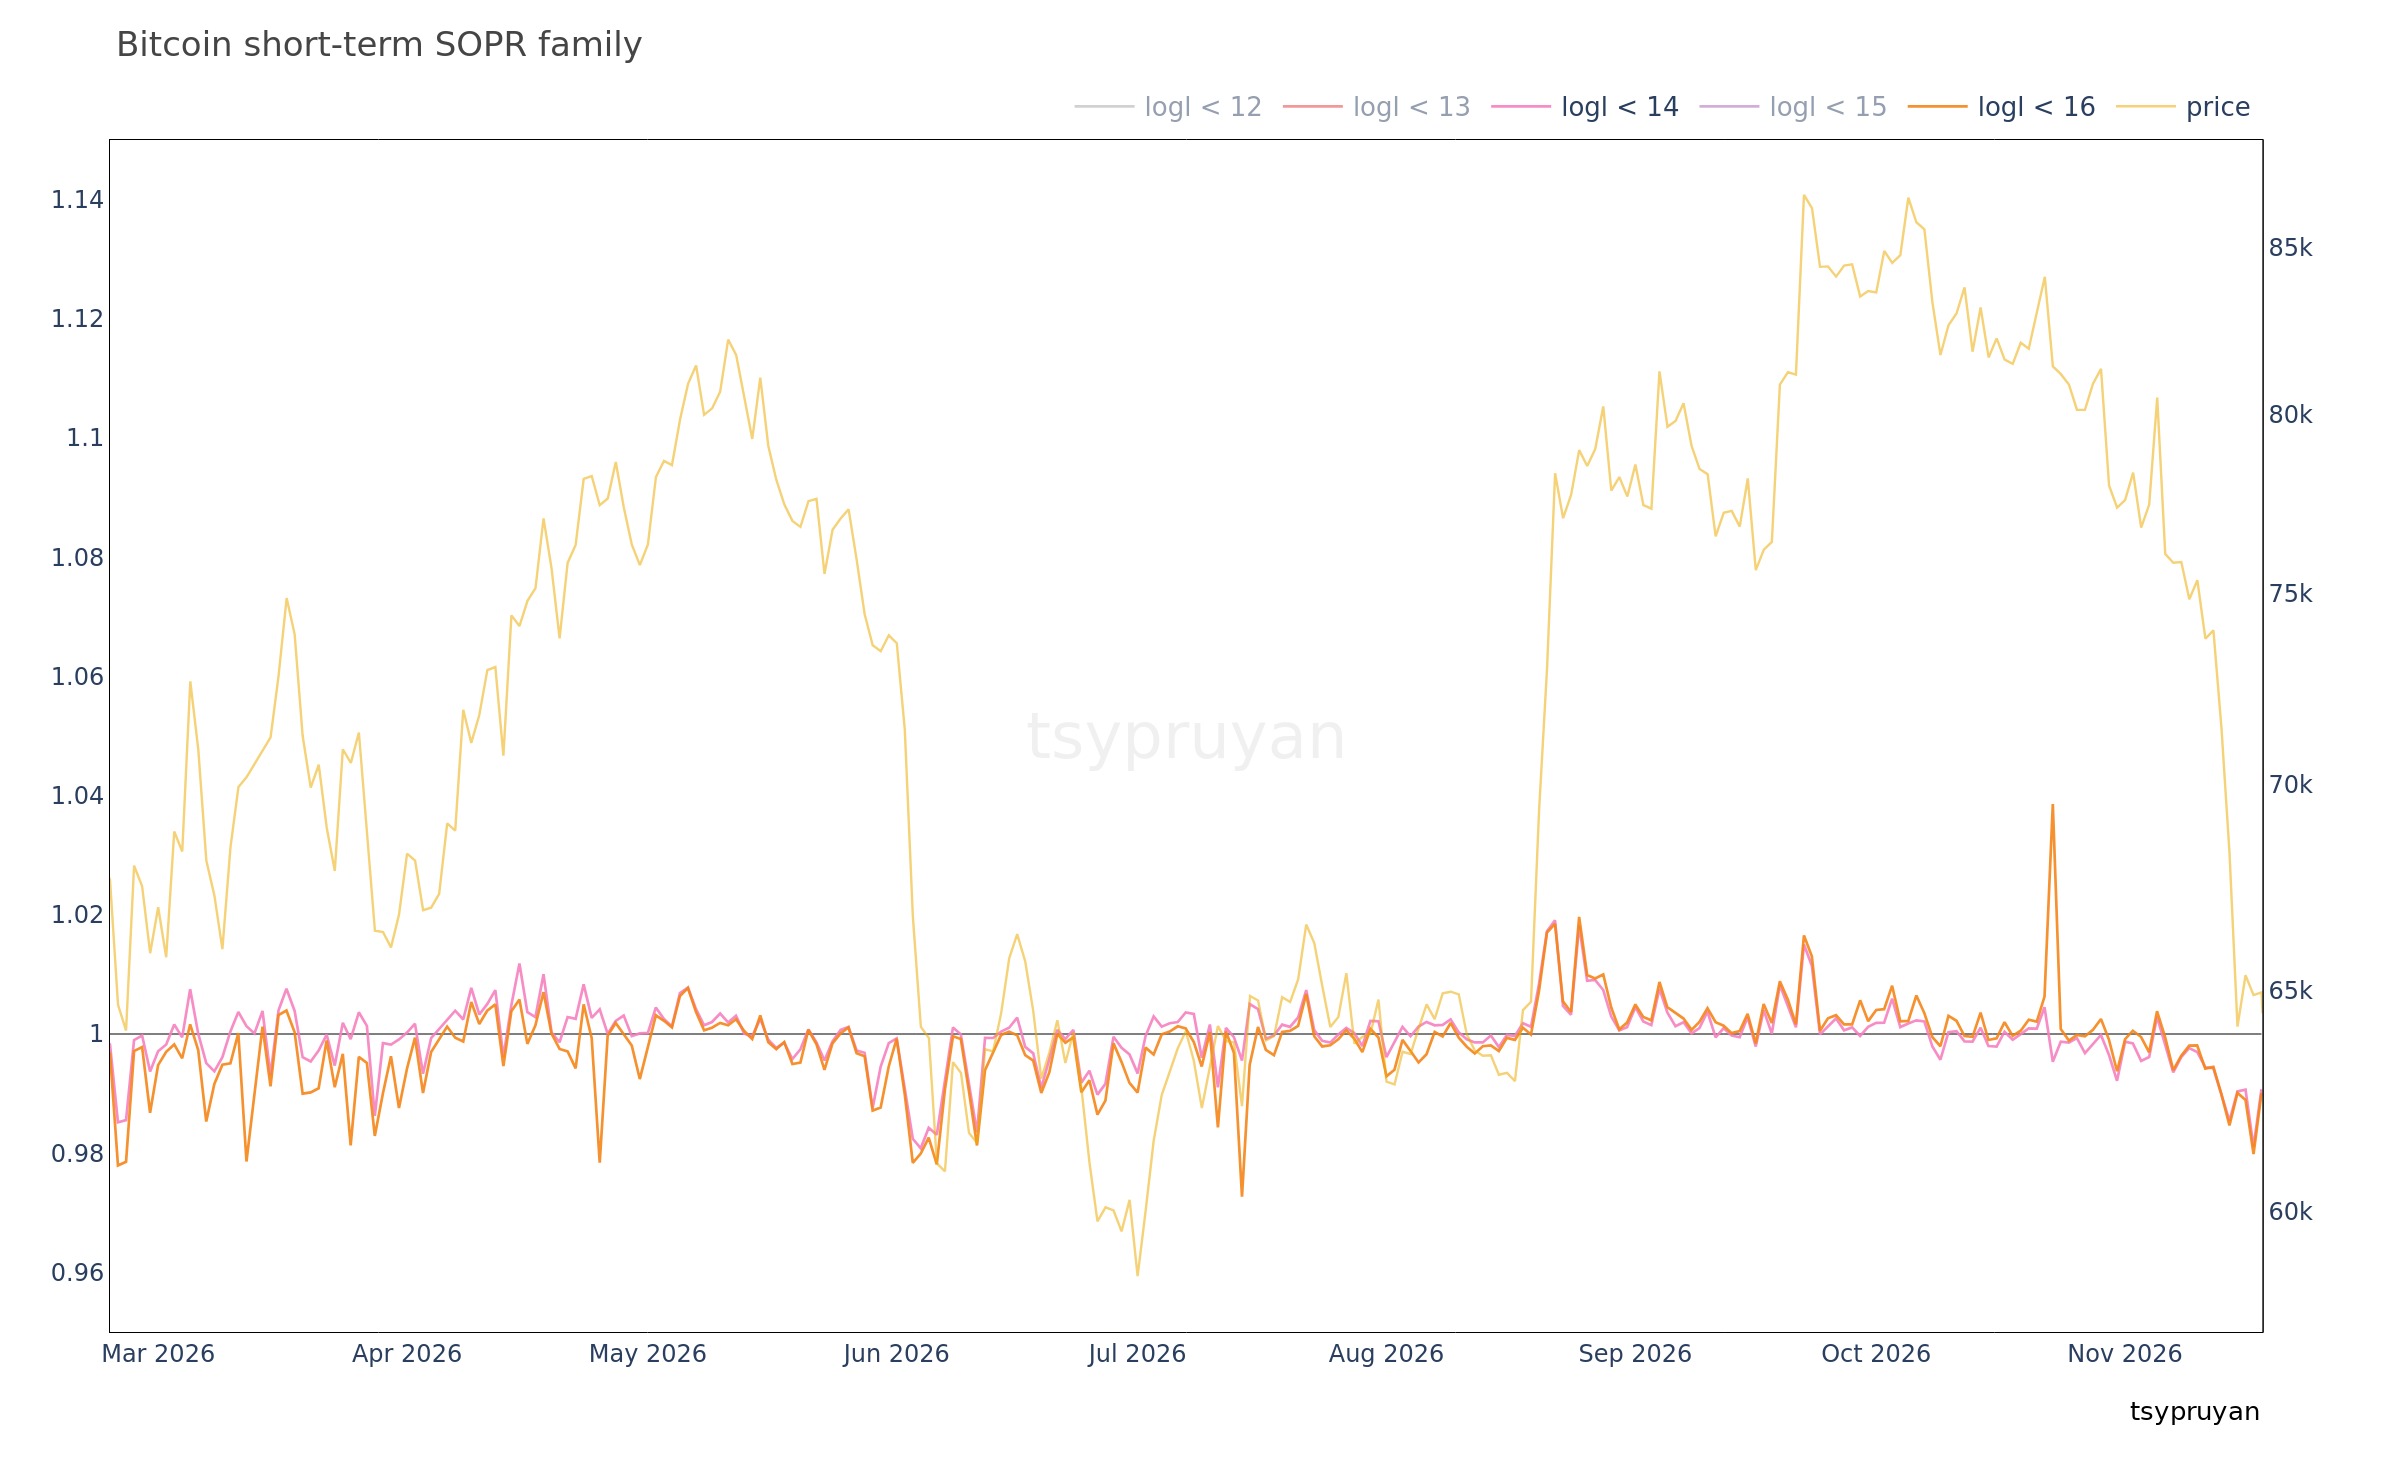 Bitcoin short-term SOPR family
logl < 12 logl < 13 logl < 14 logl < 15 logl < 16 price
1.14
1.12
1.1
1.08
1.06
1.04
1.02
1
0.98
0.96
85k
80k
75k
70k
65k
60k
tsypruyan
Mar 2026 Apr 2026 May 2026 Jun 2026 Jul 2026 Aug 2026 Sep 2026 Oct 2026 Nov 2026
tsypruyan